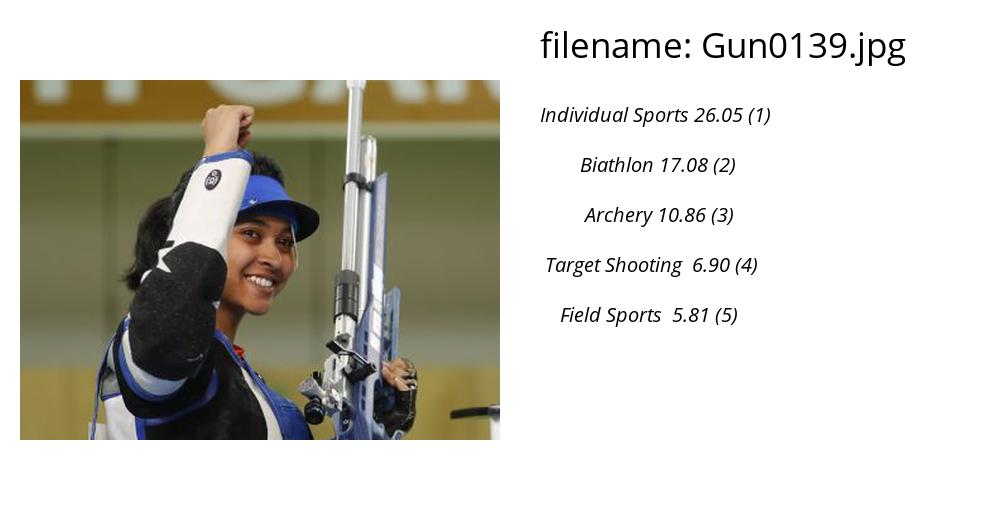 filename: Gun0139.jpg
Individual Sports 26.05 (1)
Biathlon 17.08 (2)
Archery 10.86 (3)
Target Shooting 6.90 (4)
Field Sports 5.81 (5)